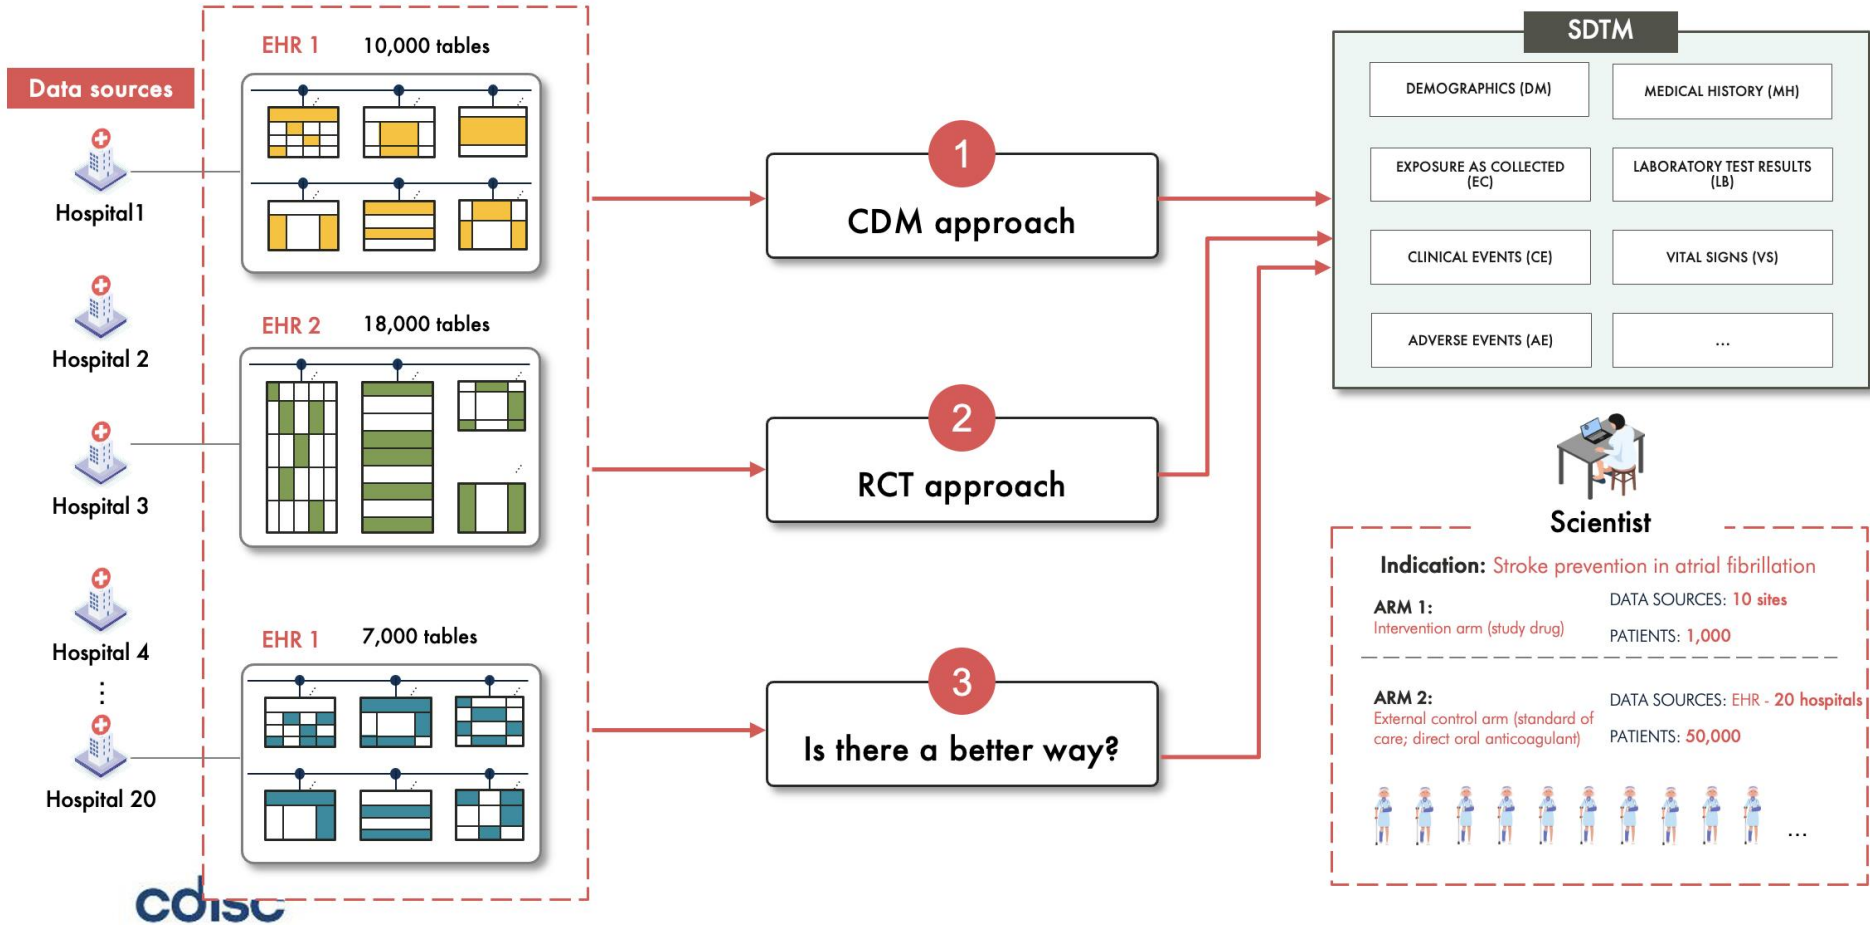 Data sources
Hospital1
Hospital 2
Hospital 3
Hospital 4
⋮
Hospital 20
EHR 1 10,000 tables
EHR 2 18,000 tables
EHR 1 7,000 tables
1
CDM approach
2
RCT approach
3
Is there a better way?
SDTM
DEMOGRAPHICS (DM)
MEDICAL HISTORY (MH)
EXPOSURE AS COLLECTED
(EC)
LABORATORY TEST RESULTS
(LB)
CLINICAL EVENTS (CE)
VITAL SIGNS (VS)
ADVERSE EVENTS (AE)
...
Scientist
Indication: Stroke prevention in atrial fibrillation
ARM 1:
Intervention arm (study drug)
DATA SOURCES: 10 sites
PATIENTS: 1,000
ARM 2:
External control arm (standard of
care; direct oral anticoagulant)
DATA SOURCES: EHR - 20 hospitals
PATIENTS: 50,000
...
cdisc